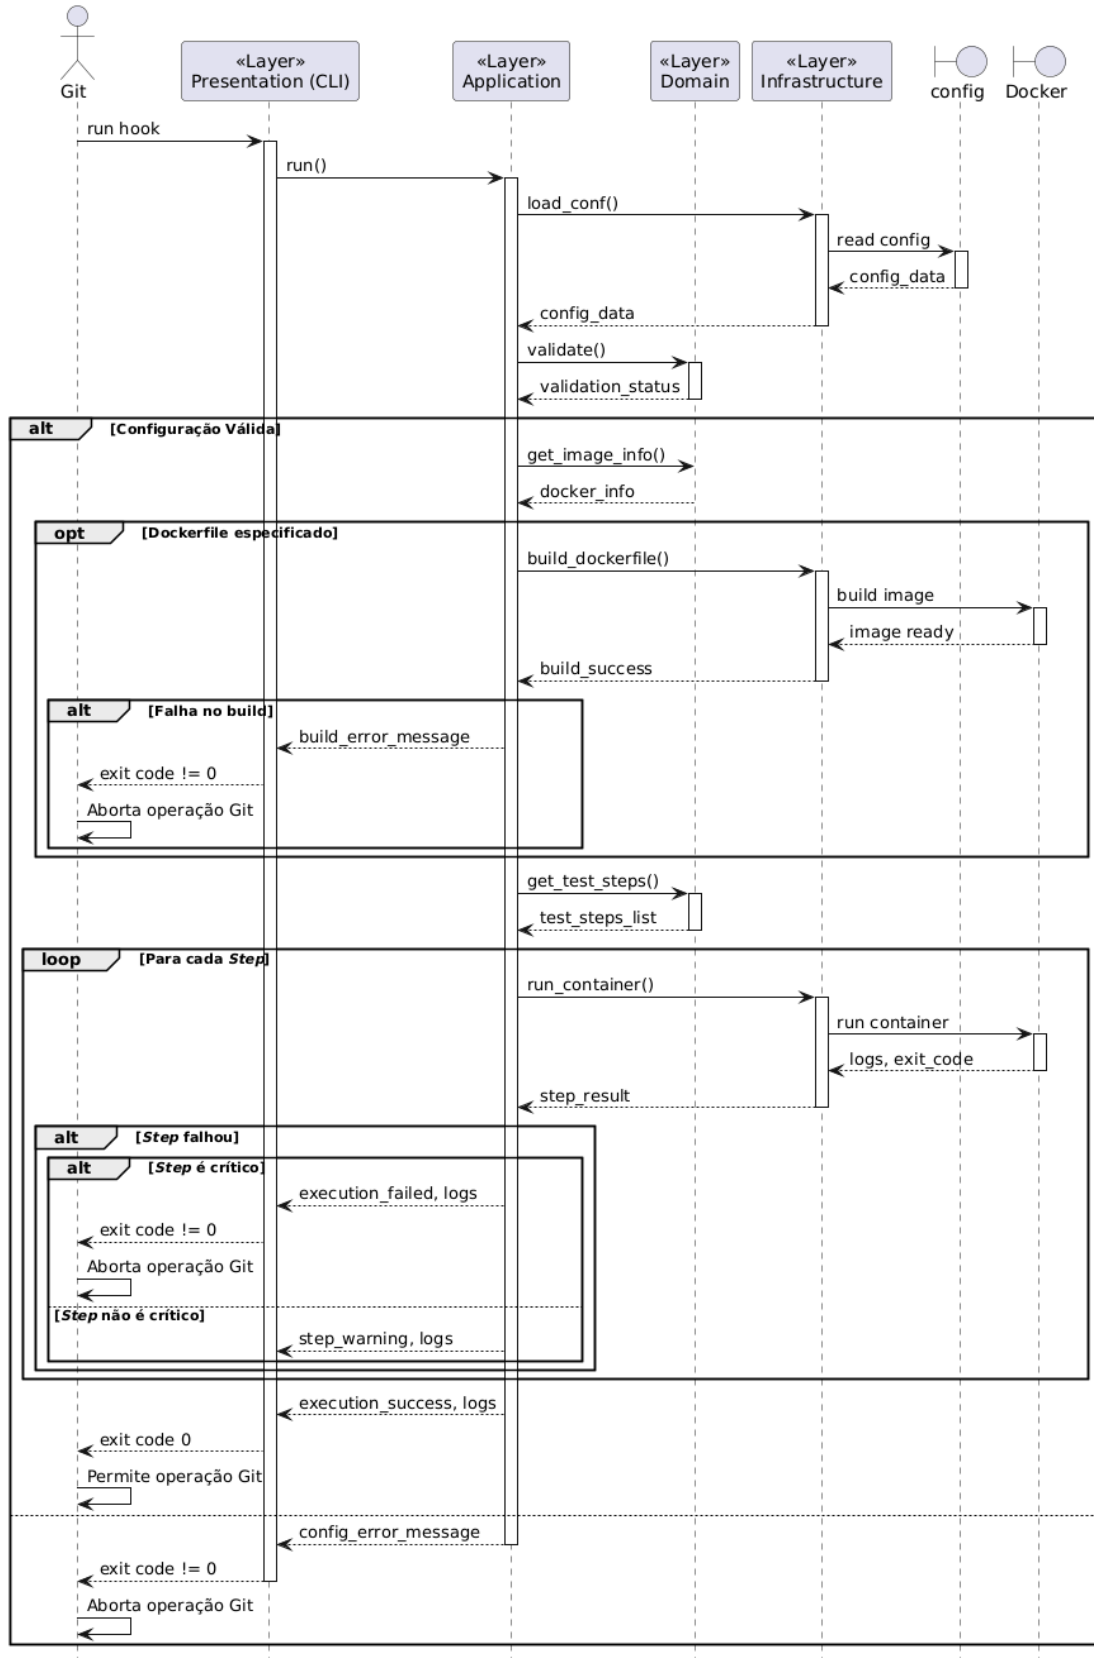 Git
«Layer»
Presentation (CLI)
«Layer»
Application
«Layer»
Domain
«Layer»
Infrastructure
config
Docker
run hook
run()
load_conf()
read config
config_data
config_data
validate()
validation_status
alt [Configuração Válida]
get_image_info()
docker_info
opt [Dockerfile especificado]
build_dockerfile()
build image
image ready
build_success
alt [Falha no build]
build_error_message
exit code != 0
Aborta operação Git
get_test_steps()
test_steps_list
loop [Para cada Step]
run_container()
run container
logs, exit_code
step_result
alt [Step falhou]
alt [Step é crítico]
execution_failed, logs
exit code != 0
Aborta operação Git
[Step não é crítico]
step_warning, logs
execution_success, logs
exit code 0
Permite operação Git
config_error_message
exit code != 0
Aborta operação Git